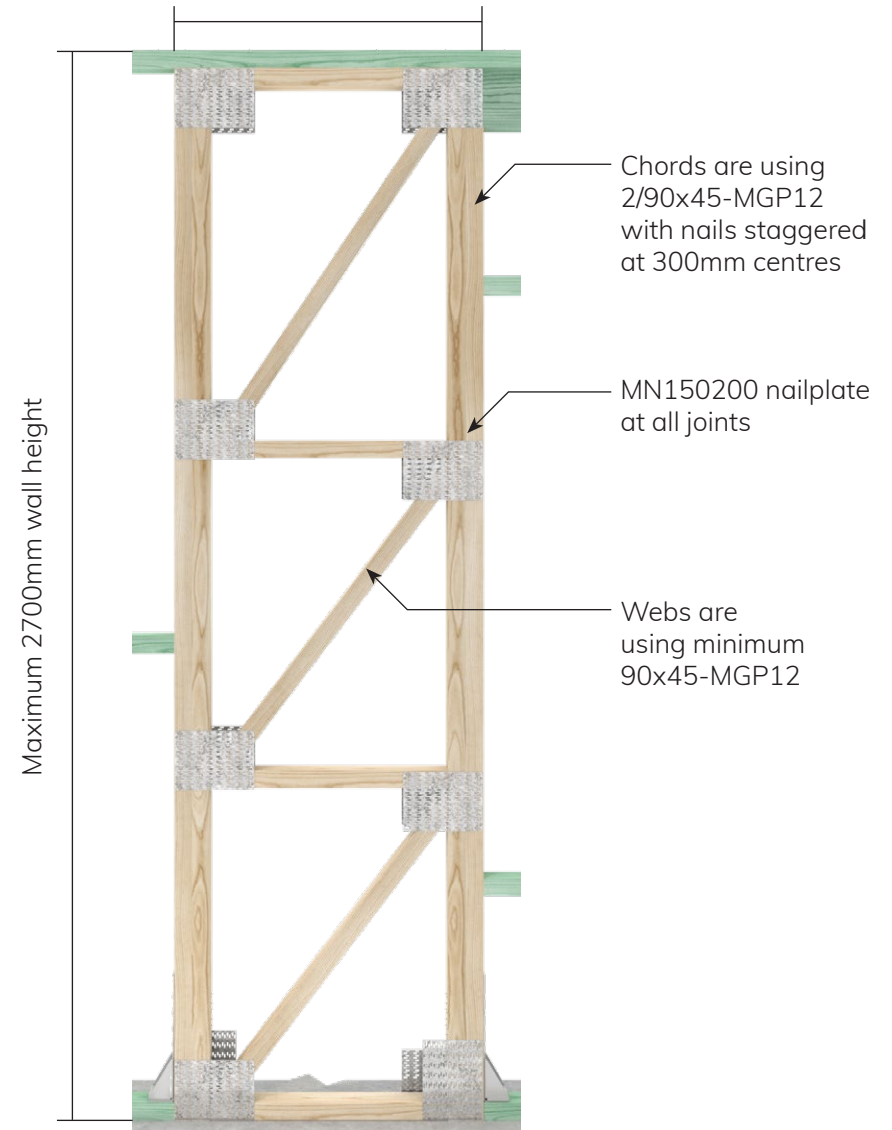 Chords are using
2/90x45-MGP12
with nails staggered
at 300mm centres
MN150200 nailplate
at all joints
Maximum 2700mm wall height
Webs are
using minimum
90x45-MGP12